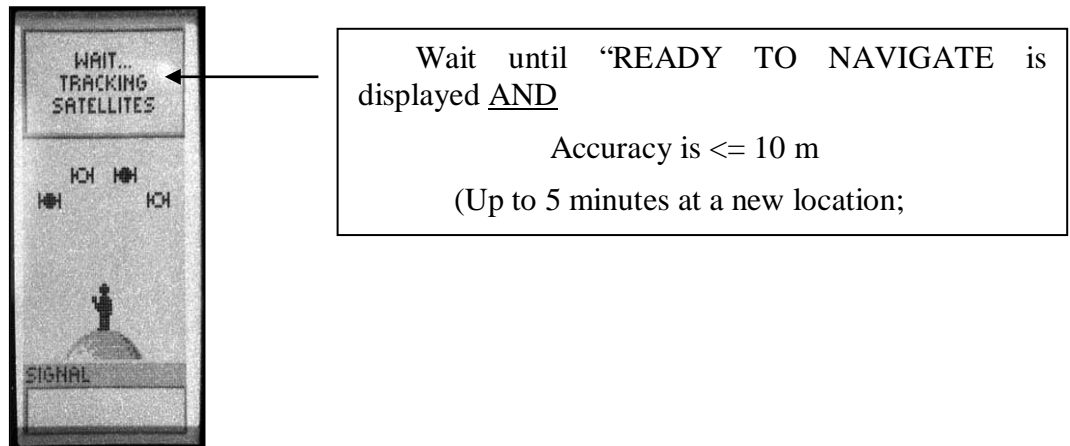 WAIT...
TRACKING
SATELLITES
SIGNAL
Wait until “READY TO NAVIGATE is
displayed AND
Accuracy is <= 10 m
(Up to 5 minutes at a new location;